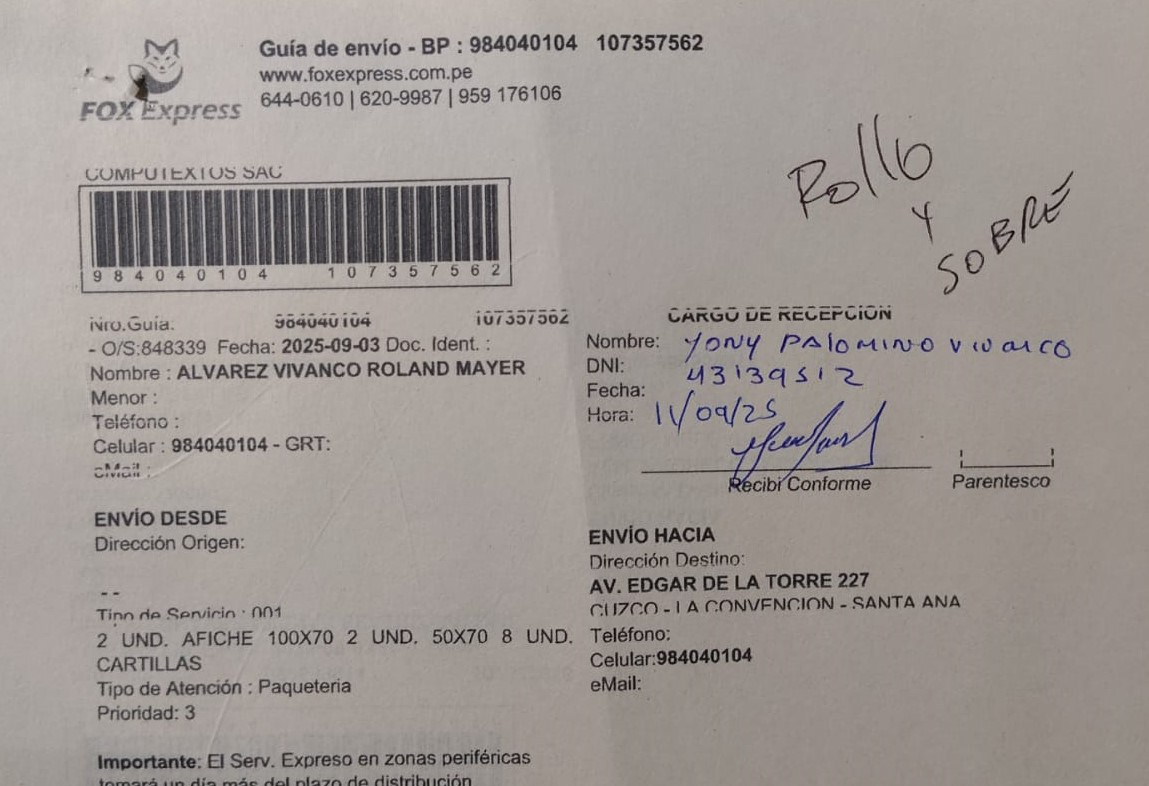 Guía de envío - BP : 984040104 107357562
www.foxexpress.com.pe
644-0610 | 620-9987 | 959 176106
FOX Express
Rollo
Y
SOBRE
COMPUTEXTOS SAC
984040104 107357562
Nro.Guía: 984040104 107357562
- O/S:848339 Fecha: 2025-09-03 Doc. Ident. :
Nombre : ALVAREZ VIVANCO ROLAND MAYER
Menor :
Teléfono :
Celular : 984040104 - GRT:
eMail :
CARGO DE RECEPCIÓN
Nombre: YONY PALOMINO VIVANCO
DNI: 43139512
Fecha:
Hora: 11/09/25
Recibí Conforme
Parentesco
ENVÍO DESDE
Dirección Origen:
- -
Tipo de Servicio : 001
2 UND. AFICHE 100X70 2 UND. 50X70 8 UND.
CARTILLAS
Tipo de Atención : Paqueteria
Prioridad: 3
ENVÍO HACIA
Dirección Destino:
AV. EDGAR DE LA TORRE 227
CUZCO - LA CONVENCION - SANTA ANA
Teléfono:
Celular:984040104
eMail:
Importante: El Serv. Expreso en zonas periféricas
tomará un día más del plazo de distribución